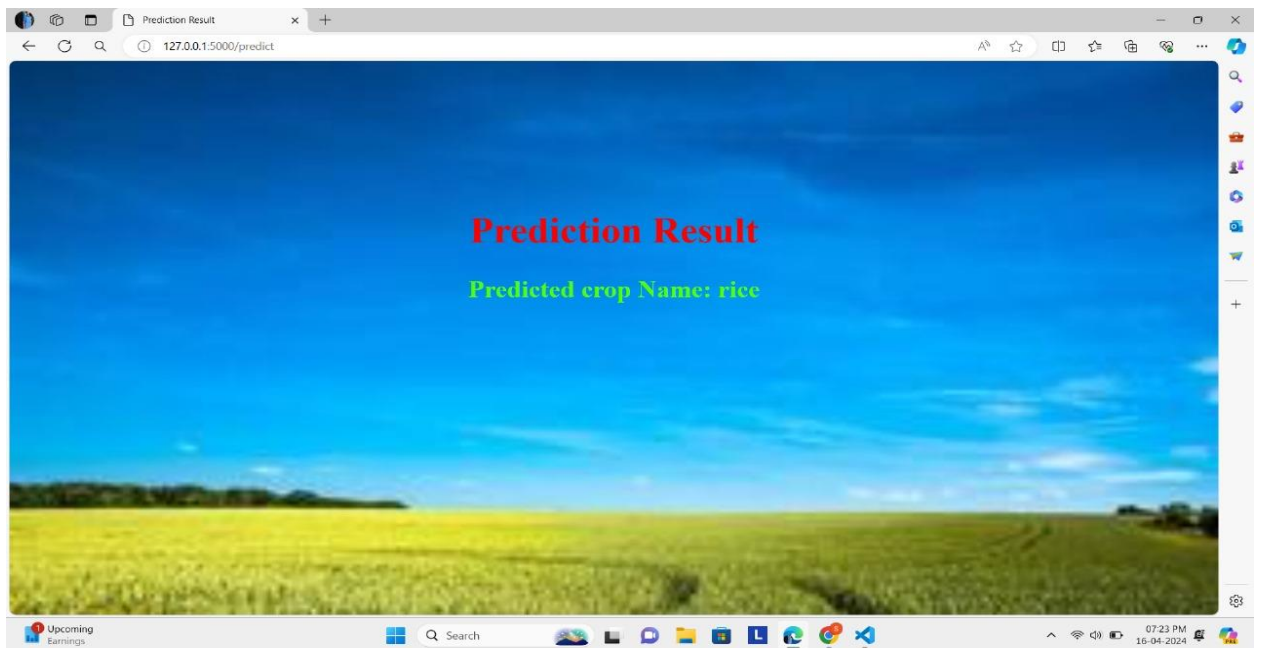 Prediction Result
127.0.0.1:5000/predict
Prediction Result
Predicted crop Name: rice
Upcoming
Earnings
Search
07:23 PM
16-04-2024